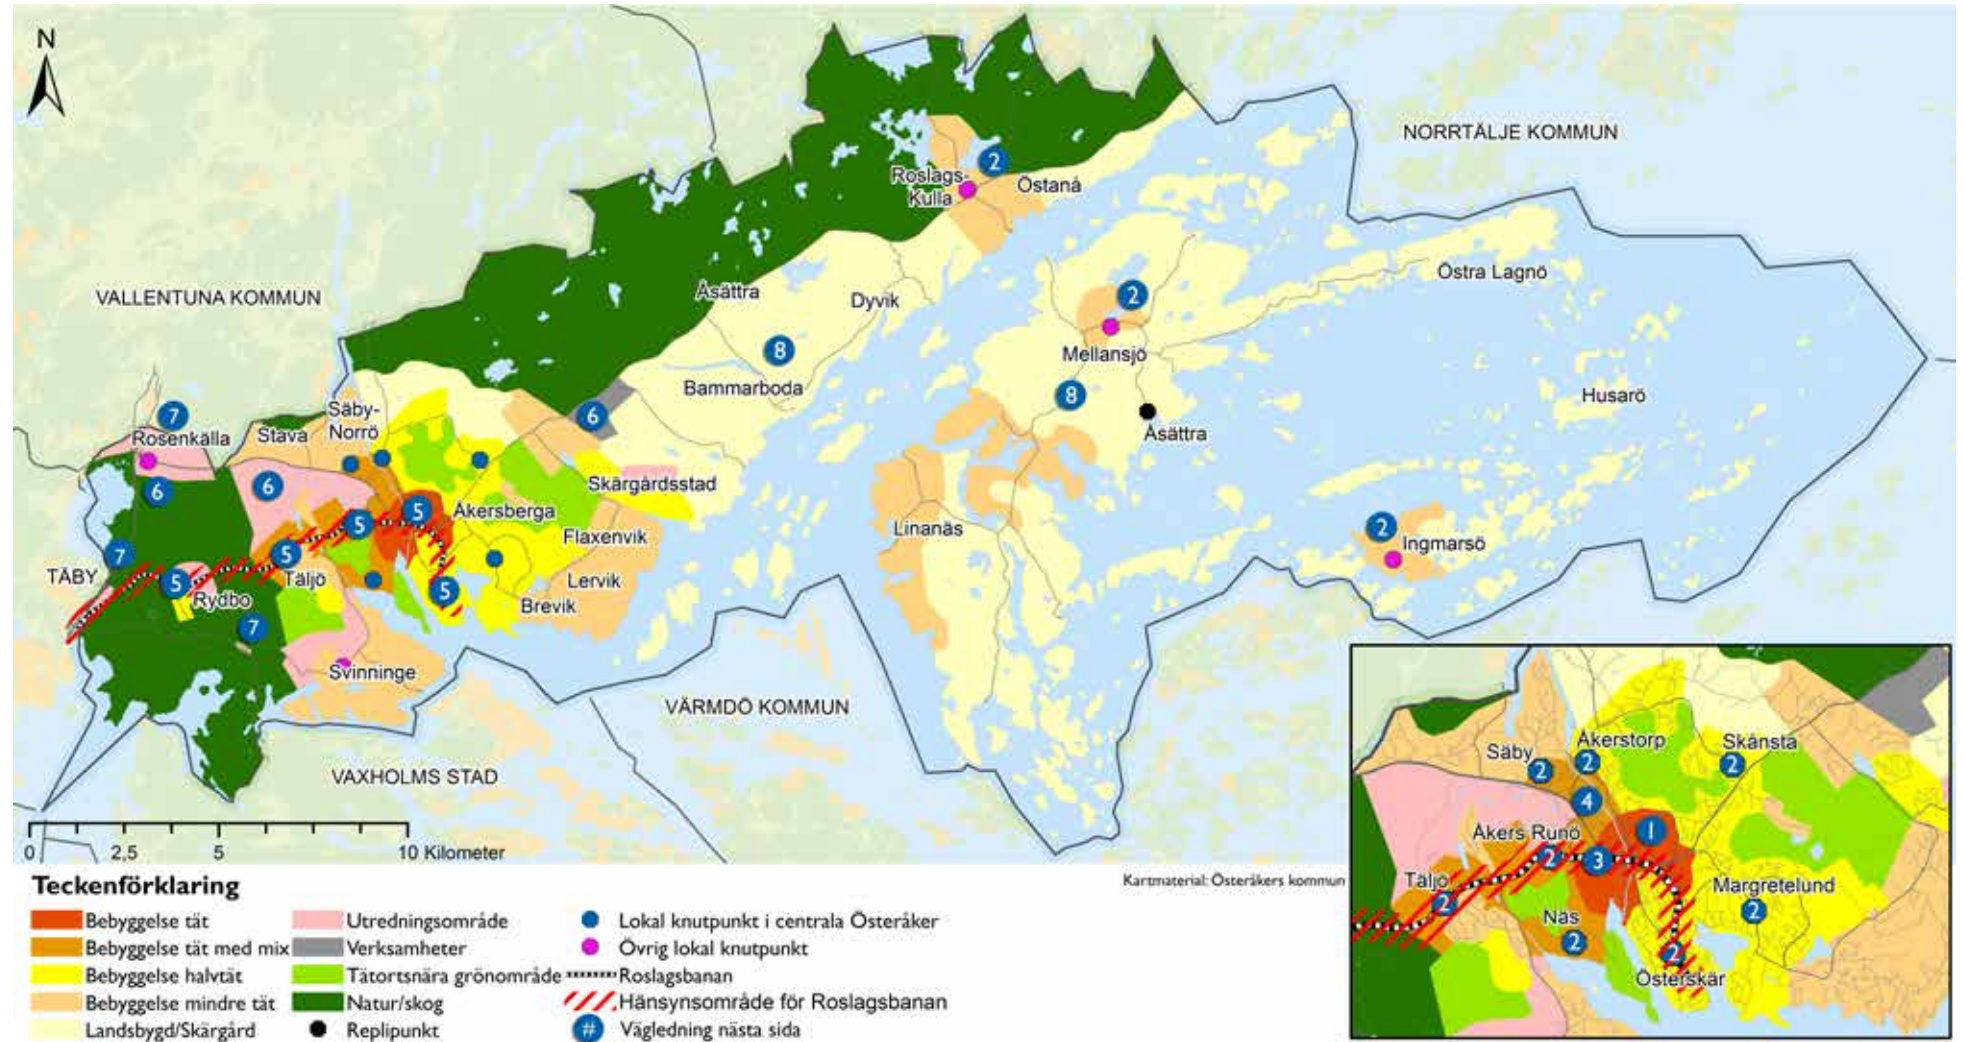 N
NORRTÄLJE KOMMUN
2
Roslags-
Kulla
Östanå
VALLENTUNA KOMMUN
Åsättra
Dyvik
Östra Lagnö
2
8
Mellansjö
Bammarboda
8
Husarö
7
Rosenkälla
Stava
Säby-
Norrö
6
Åsättra
6
6
Skärgårdsstad
5
Åkersberga
5
Linanäs
2
Ingmarsö
Flaxenvik
7
5
TÄBY
5
Täljö
Lervik
Rydbo
5
Brevik
7
Svinninge
VÄRMDÖ KOMMUN
VAXHOLMS STAD
Säby
Åkerstorp
Skånsta
2
2
2
4
Åkers Runö
1
2
3
Täljö
2
Margretelund
2
Näs
2
2
Österskär
0
2,5
5
10 Kilometer
Kartmaterial: Österåkers kommun
Teckenförklaring
Bebyggelse tät
Bebyggelse tät med mix
Bebyggelse halvtät
Bebyggelse mindre tät
Landsbygd/Skärgård
Utredningsområde
Verksamheter
Tätortsnära grönområde
Natur/skog
Replipunkt
Lokal knutpunkt i centrala Österåker
Övrig lokal knutpunkt
Roslagsbanan
Hänsynsområde för Roslagsbanan
# Vägledning nästa sida